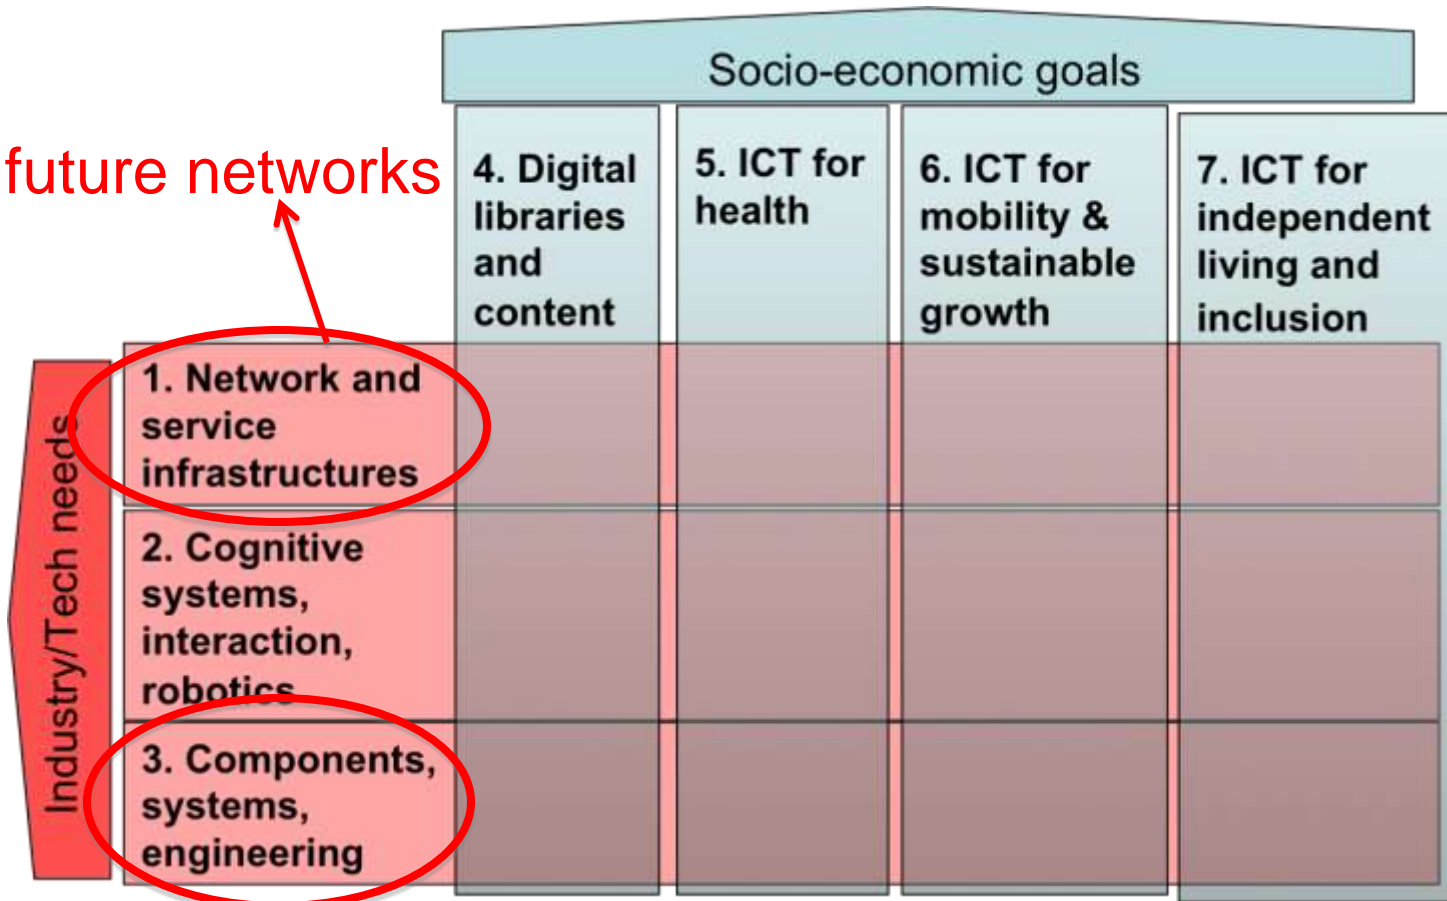 Socio-economic goals
future networks
4. Digital
libraries
and
content
5. ICT for
health
6. ICT for
mobility &
sustainable
growth
7. ICT for
independent
living and
inclusion
Industry/Tech needs
1. Network and
service
infrastructures
2. Cognitive
systems,
interaction,
robotics
3. Components,
systems,
engineering